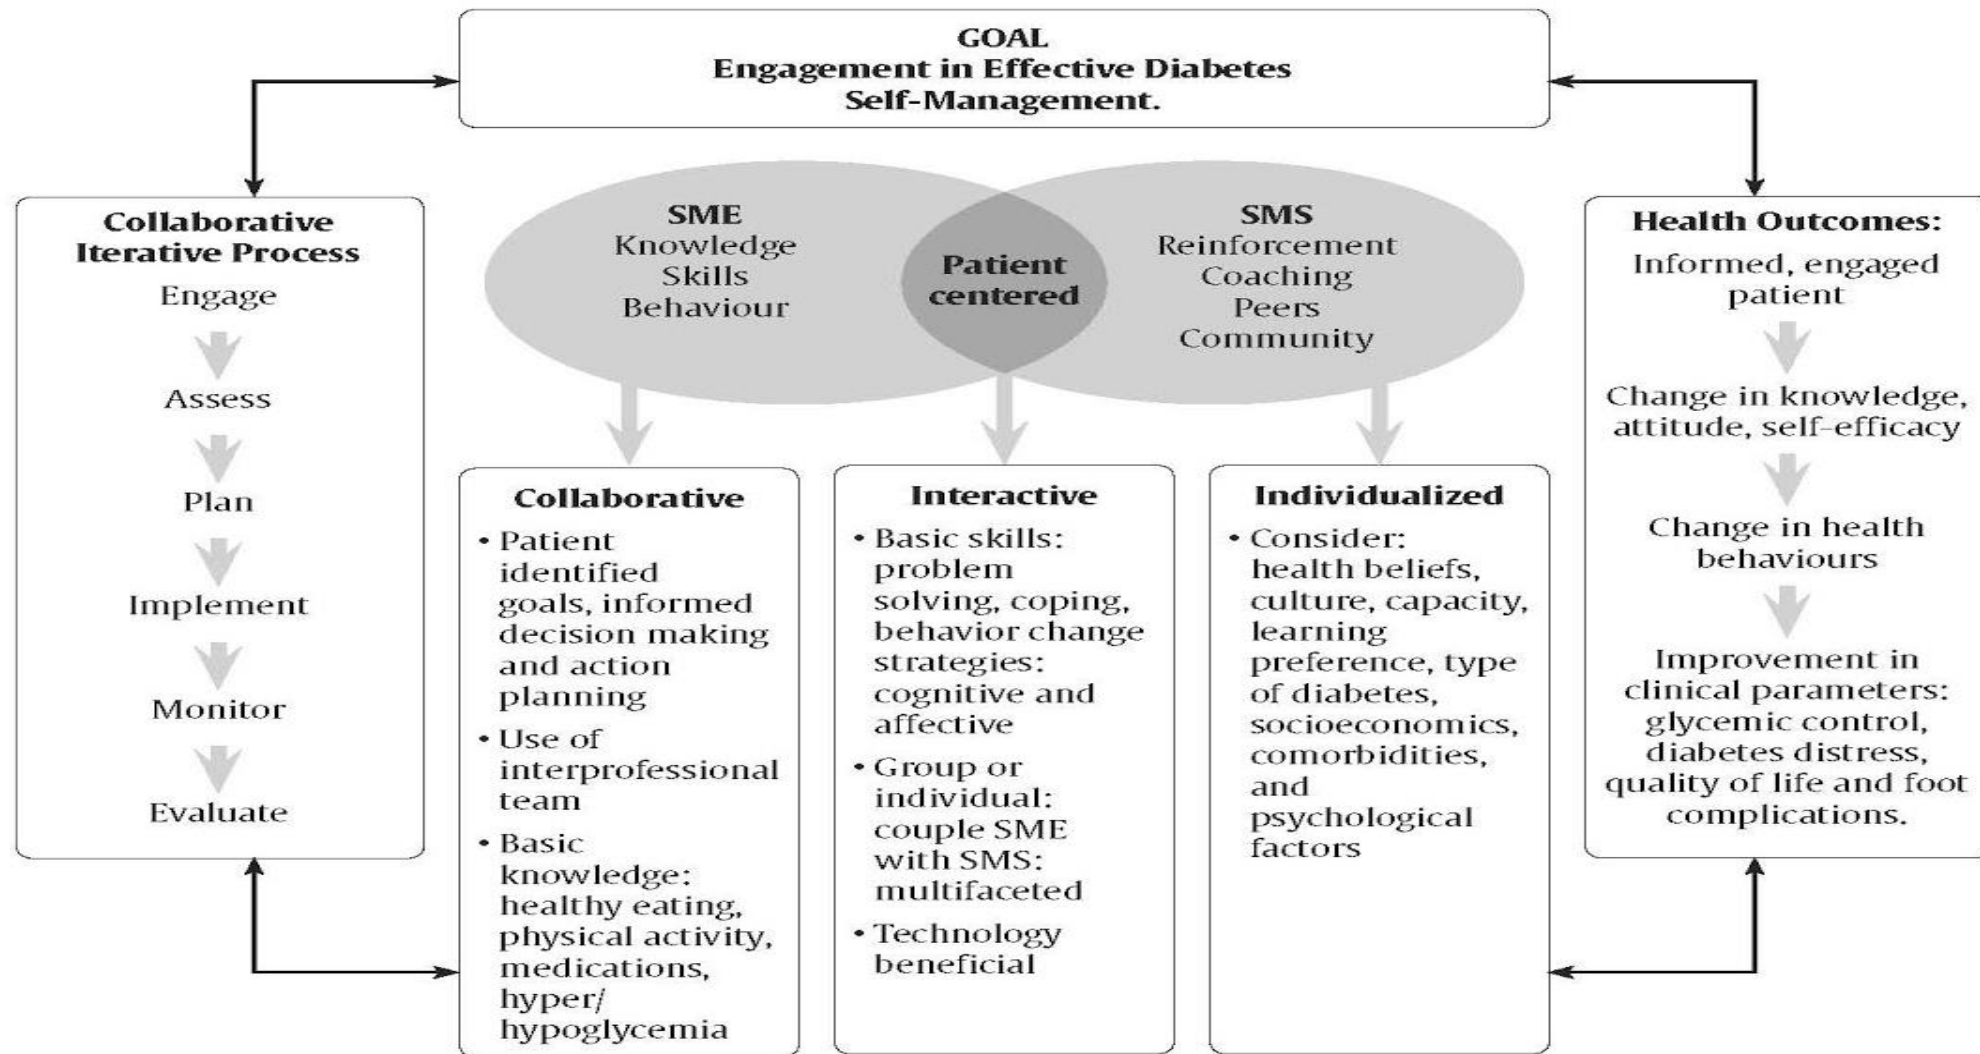 GOAL
Engagement in Effective Diabetes
Self-Management.
Collaborative
Iterative Process
Engage
Assess
Plan
Implement
Monitor
Evaluate
SME
Knowledge
Skills
Behaviour
Patient
centered
SMS
Reinforcement
Coaching
Peers
Community
Collaborative
• Patient
identified
goals, informed
decision making
and action
planning
• Use of
interprofessional
team
• Basic
knowledge:
healthy eating,
physical activity,
medications,
hyper/
hypoglycemia
Interactive
• Basic skills:
problem
solving, coping,
behavior change
strategies:
cognitive and
affective
• Group or
individual:
couple SME
with SMS:
multifaceted
• Technology
beneficial
Individualized
• Consider:
health beliefs,
culture, capacity,
learning
preference, type
of diabetes,
socioeconomics,
comorbidities,
and
psychological
factors
Health Outcomes:
Informed, engaged
patient
Change in knowledge,
attitude, self-efficacy
Change in health
behaviours
Improvement in
clinical parameters:
glycemic control,
diabetes distress,
quality of life and foot
complications.